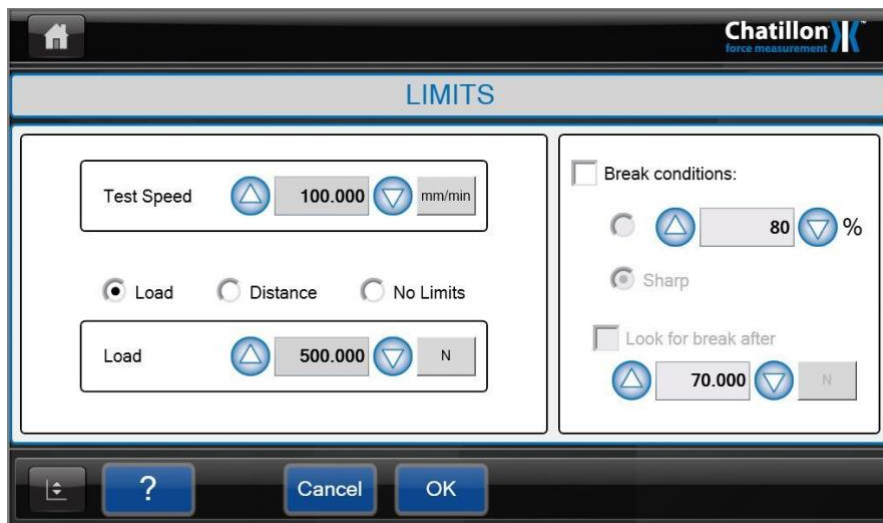 Chatillon™
force measurement
LIMITS
Test Speed 100.000 mm/min
Load Distance No Limits
Load 500.000 N
Break conditions:
80 %
Sharp
Look for break after
70.000 N
? Cancel OK